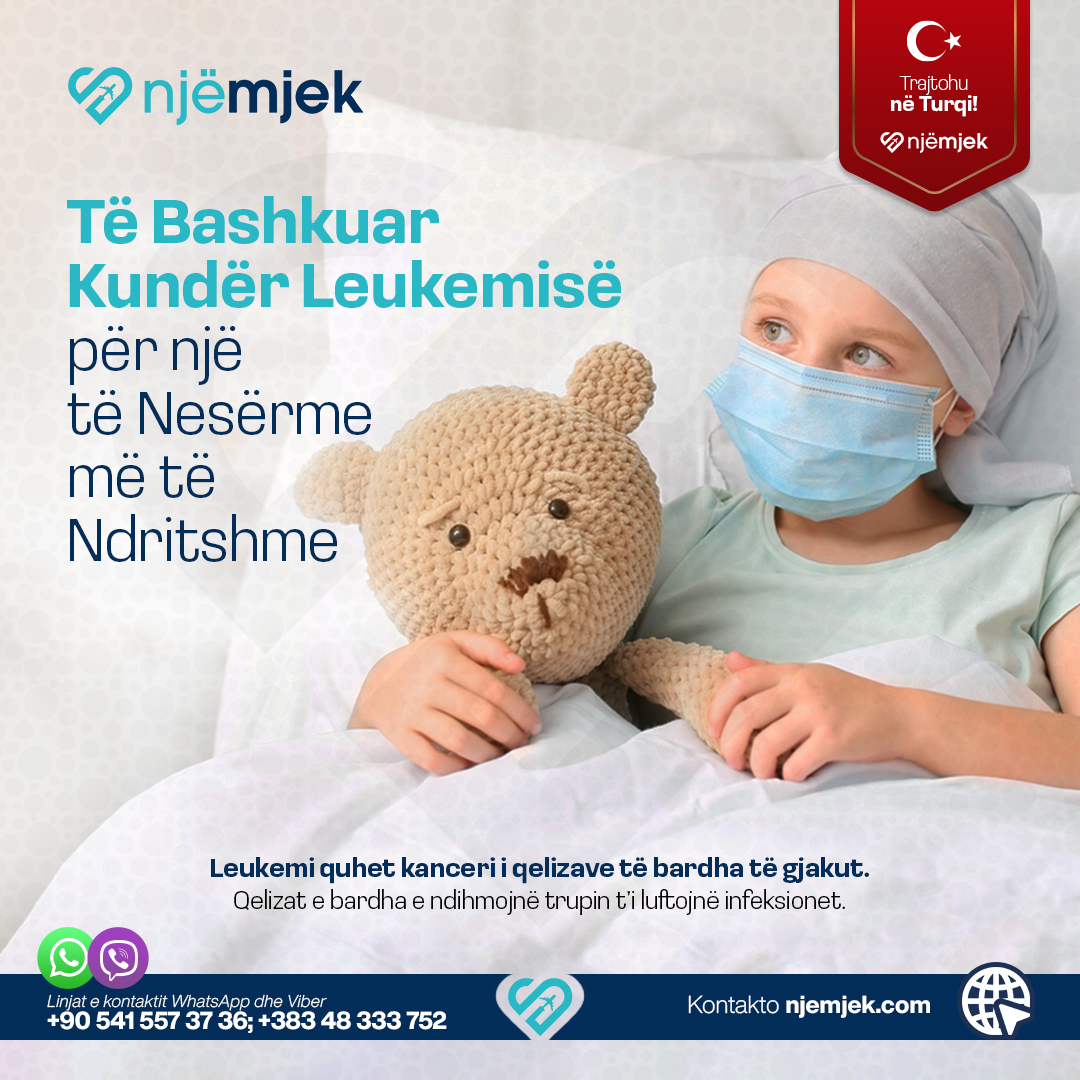 njëmjek
Trajtohu
në Turqi!
njëmjek
Të Bashkuar
Kundër Leukemisë
për një
të Nesërme
më të
Ndritshme
Leukemi quhet kanceri i qelizave të bardha të gjakut.
Qelizat e bardha e ndihmojnë trupin t'i luftojnë infeksionet.
Linjat e kontaktit WhatsApp dhe Viber
+90 541 557 37 36; +383 48 333 752
Kontakto njemjek.com